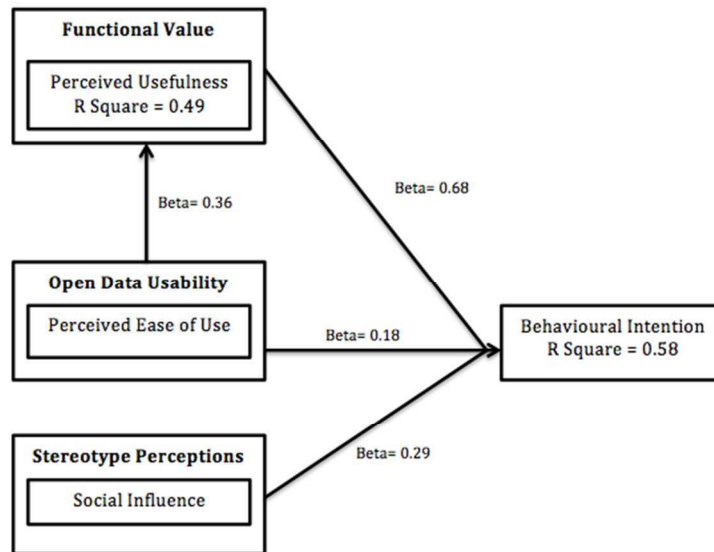 Functional Value
Perceived Usefulness
R Square = 0.49
Beta= 0.36
Beta= 0.68
Open Data Usability
Perceived Ease of Use
Beta= 0.18
Behavioural Intention
R Square = 0.58
Stereotype Perceptions
Social Influence
Beta= 0.29